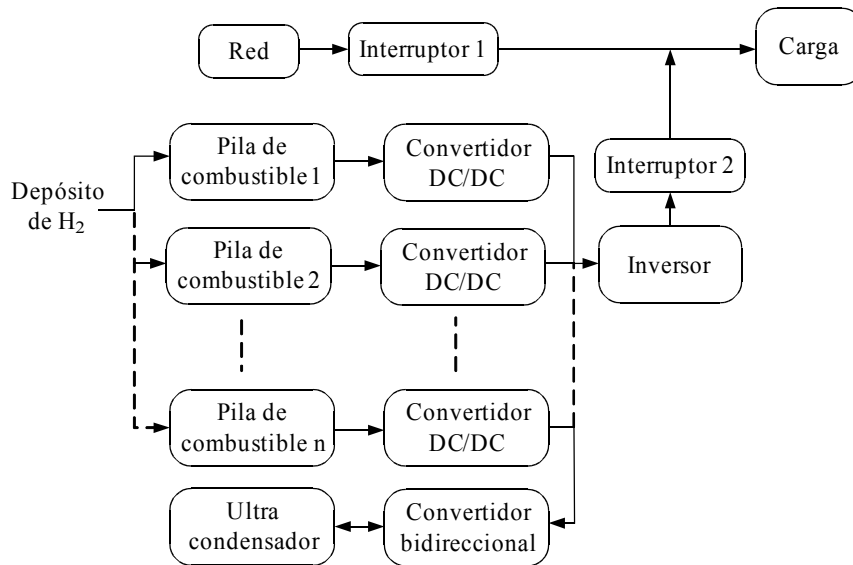 Red
Interruptor 1
Carga
Pila de
combustible 1
Convertidor
DC/DC
Interruptor 2
Depósito
de H₂
Pila de
combustible 2
Convertidor
DC/DC
Inversor
Pila de
combustible n
Convertidor
DC/DC
Ultra
condensador
Convertidor
bidireccional